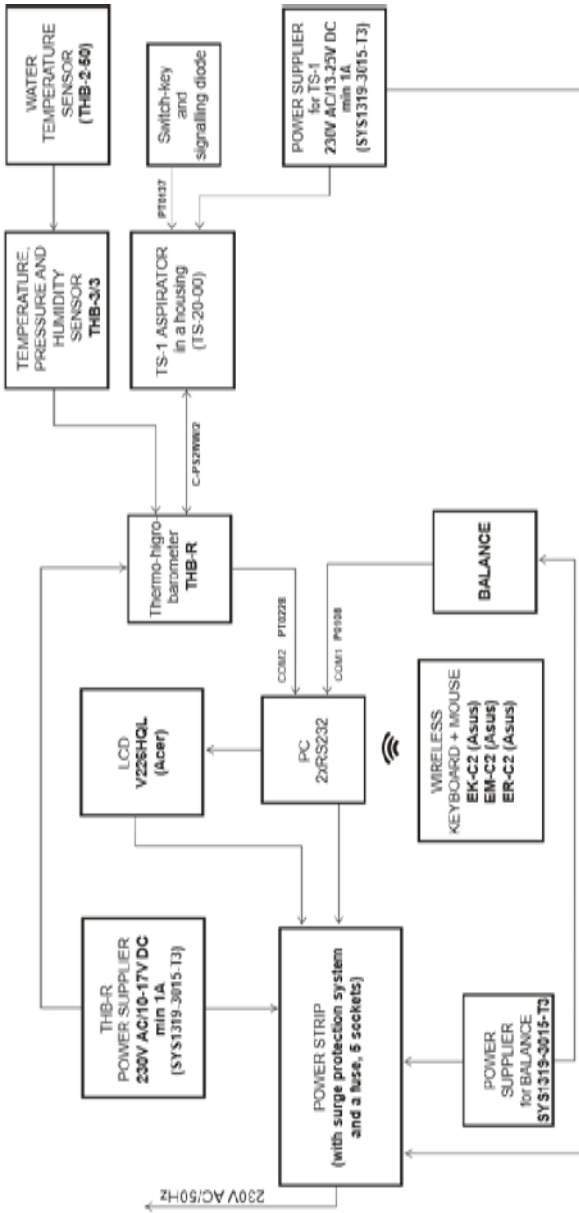 WATER
TEMPERATURE
SENSOR
(THB-2-50)
Switch-key
and
signalling diode
POWER SUPPLIER
for TS-1
230V AC/13-25V DC
min 1A
(SYS1319-3015-T3)
PT0137
TEMPERATURE,
PRESSURE AND
HUMIDITY
SENSOR
THB-3/3
TS-1 ASPIRATOR
in a housing
(TS-20-00)
C-PS2WW/2
Thermo-higro-
barometer
THB-R
COM2 PT0228
COM1 P0108
BALANCE
LCD
V226HQL
(Acer)
PC
2xRS232
WIRELESS
KEYBOARD + MOUSE
EK-C2 (Asus)
EM-C2 (Asus)
ER-C2 (Asus)
THB-R
POWER SUPPLIER
230V AC/10-17V DC
min 1A
(SYS1319-3015-T3)
POWER STRIP
(with surge protection system
and a fuse, 5 sockets)
POWER
SUPPLIER
for BALANCE
SYS1319-3015-T3
230V AC/50Hz